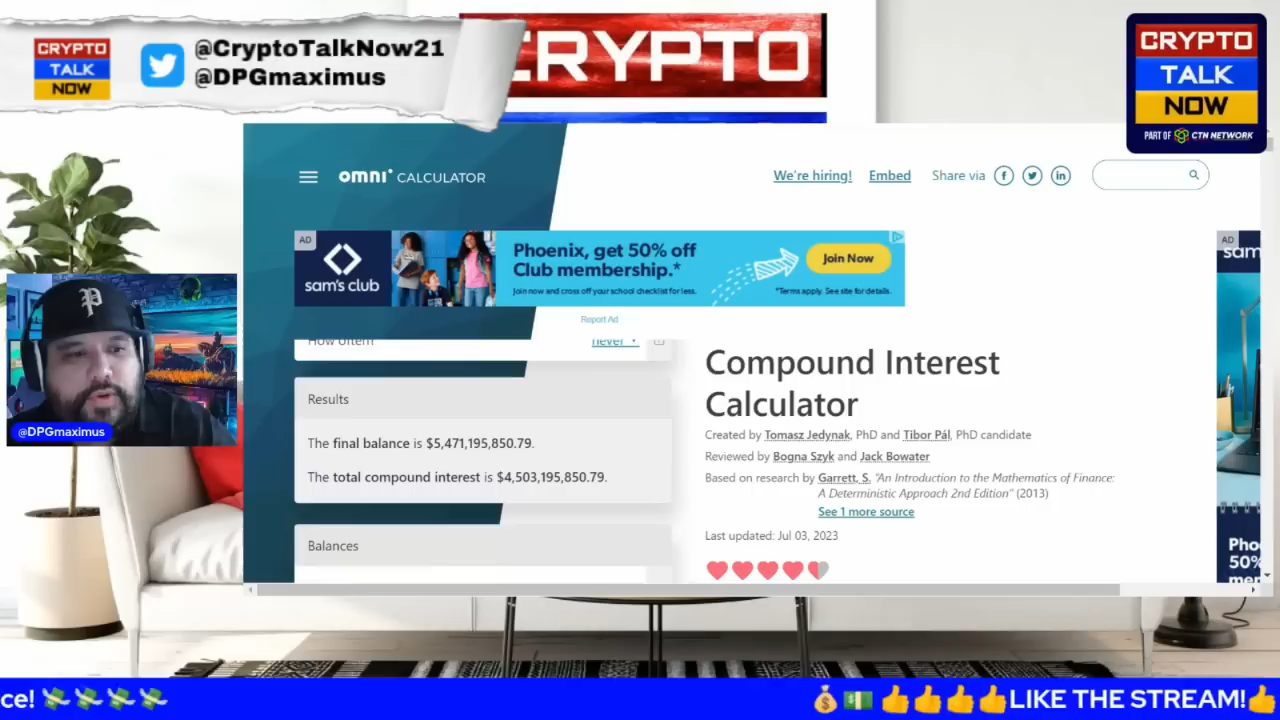 CRYPTO
TALK
NOW
@CryptoTalkNow21
@DPGmaximus
CRYPTO
CRYPTO
TALK
NOW
PART OF CTN NETWORK
omni CALCULATOR
We're hiring!
Embed
Share via
AD
sam's club
Phoenix, get 50% off
Club membership.*
Join now and cross off your school checklist for less.
Join Now
*Terms apply. See site for details.
Report Ad
AD
sam
How often
never
Results
The final balance is $5,471,195,850.79.
The total compound interest is $4,503,195,850.79.
Balances
Compound Interest
Calculator
Created by Tomasz Jedynak, PhD and Tibor Pál, PhD candidate
Reviewed by Bogna Szyk and Jack Bowater
Based on research by Garrett, S. "An Introduction to the Mathematics of Finance:
A Deterministic Approach 2nd Edition" (2013)
See 1 more source
Last updated: Jul 03, 2023
Pho
50%
mem
P
@DPGmaximus
ce!
LIKE THE STREAM!